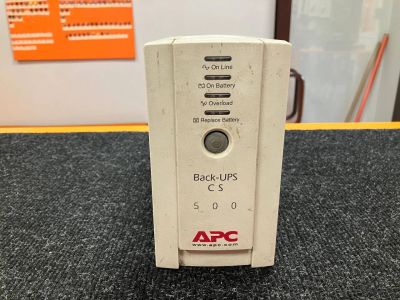 On Line
On Battery
Overload
Replace Battery
Back-UPS
CS
500
APC
www.apc.com